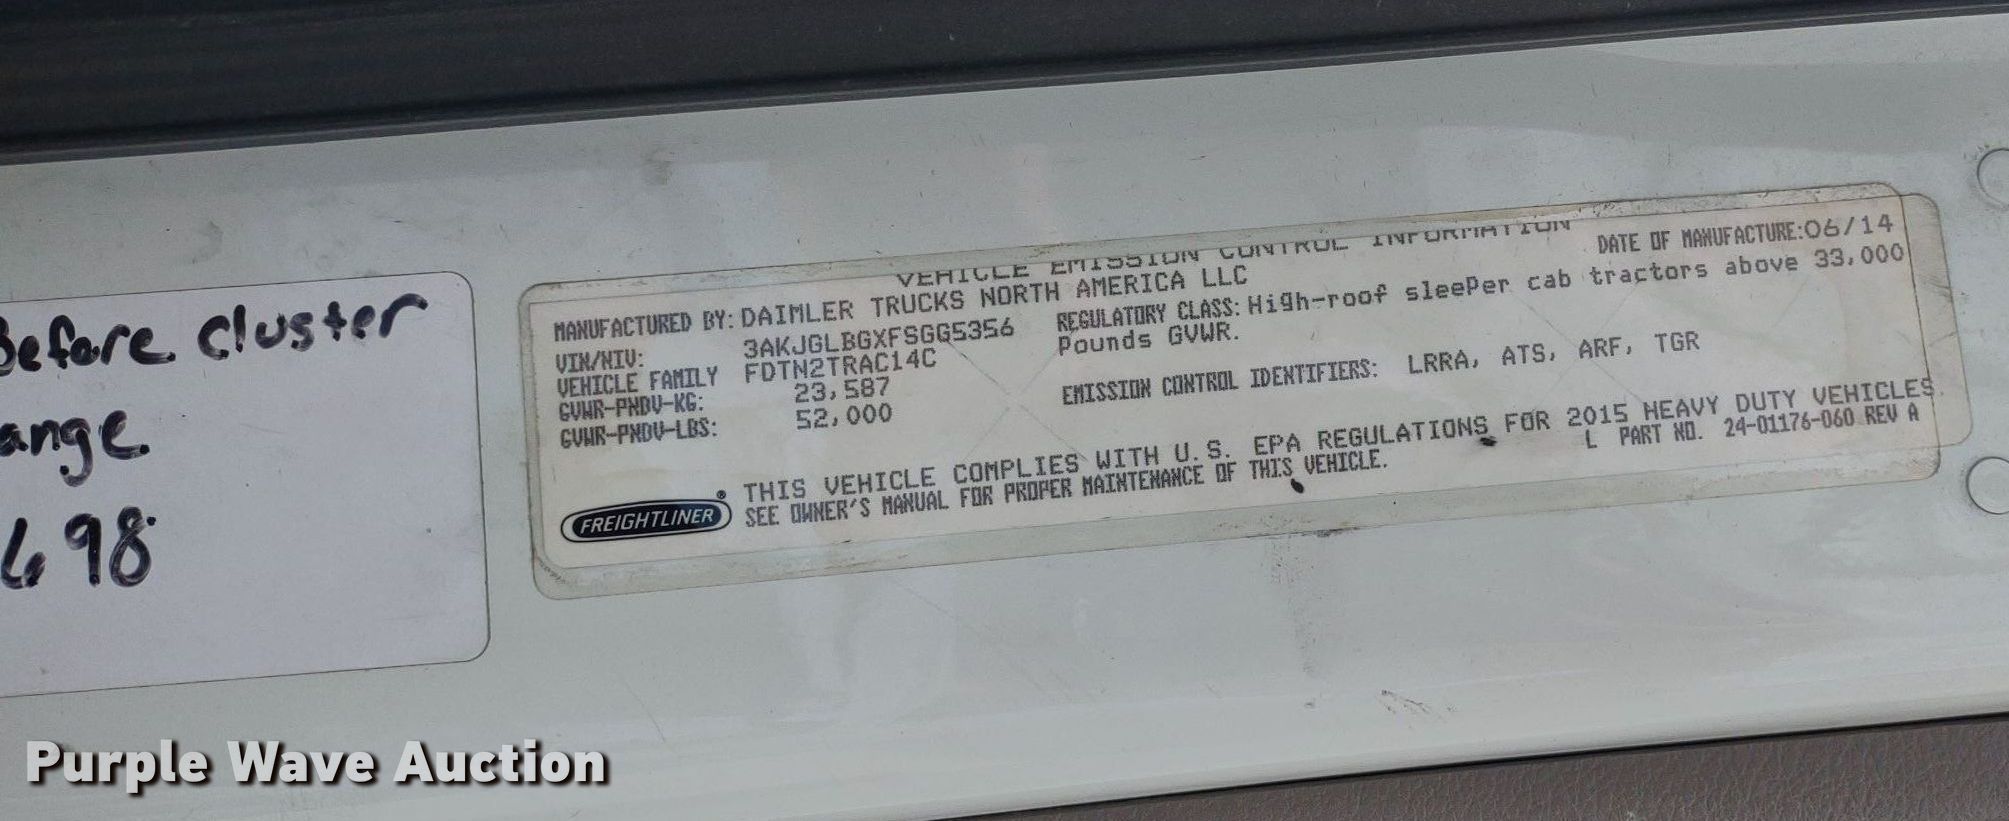 Before cluster
ange
698
VEHICLE EMISSION CONTROL INFORMATION
DATE OF MANUFACTURE:06/14
MANUFACTURED BY: DAIMLER TRUCKS NORTH AMERICA LLC
REGULATORY CLASS: High-roof sleePer cab tractors above 33,000
Pounds GVWR.
VIN/NIV: 3AKJGLBGXFSGG5356
VEHICLE FAMILY FDTN2TRAC14C
GVWR-PNBV-KG: 23,587
GVWR-PNBV-LBS: 52,000
EMISSION CONTROL IDENTIFIERS: LRRA, ATS, ARF, TGR
THIS VEHICLE COMPLIES WITH U.S. EPA REGULATIONS FOR 2015 HEAVY DUTY VEHICLES
SEE OWNER'S MANUAL FOR PROPER MAINTENANCE OF THIS VEHICLE.
L PART NO. 24-01176-060 REV A
FREIGHTLINER®
Purple Wave Auction